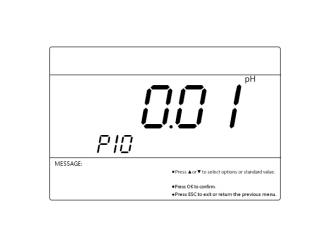 pH
0.01
P10
MESSAGE:
●Press ▲or▼ to select options or standard value.
●Press OK to confirm.
●Press ESC to exit or return the previous menu.